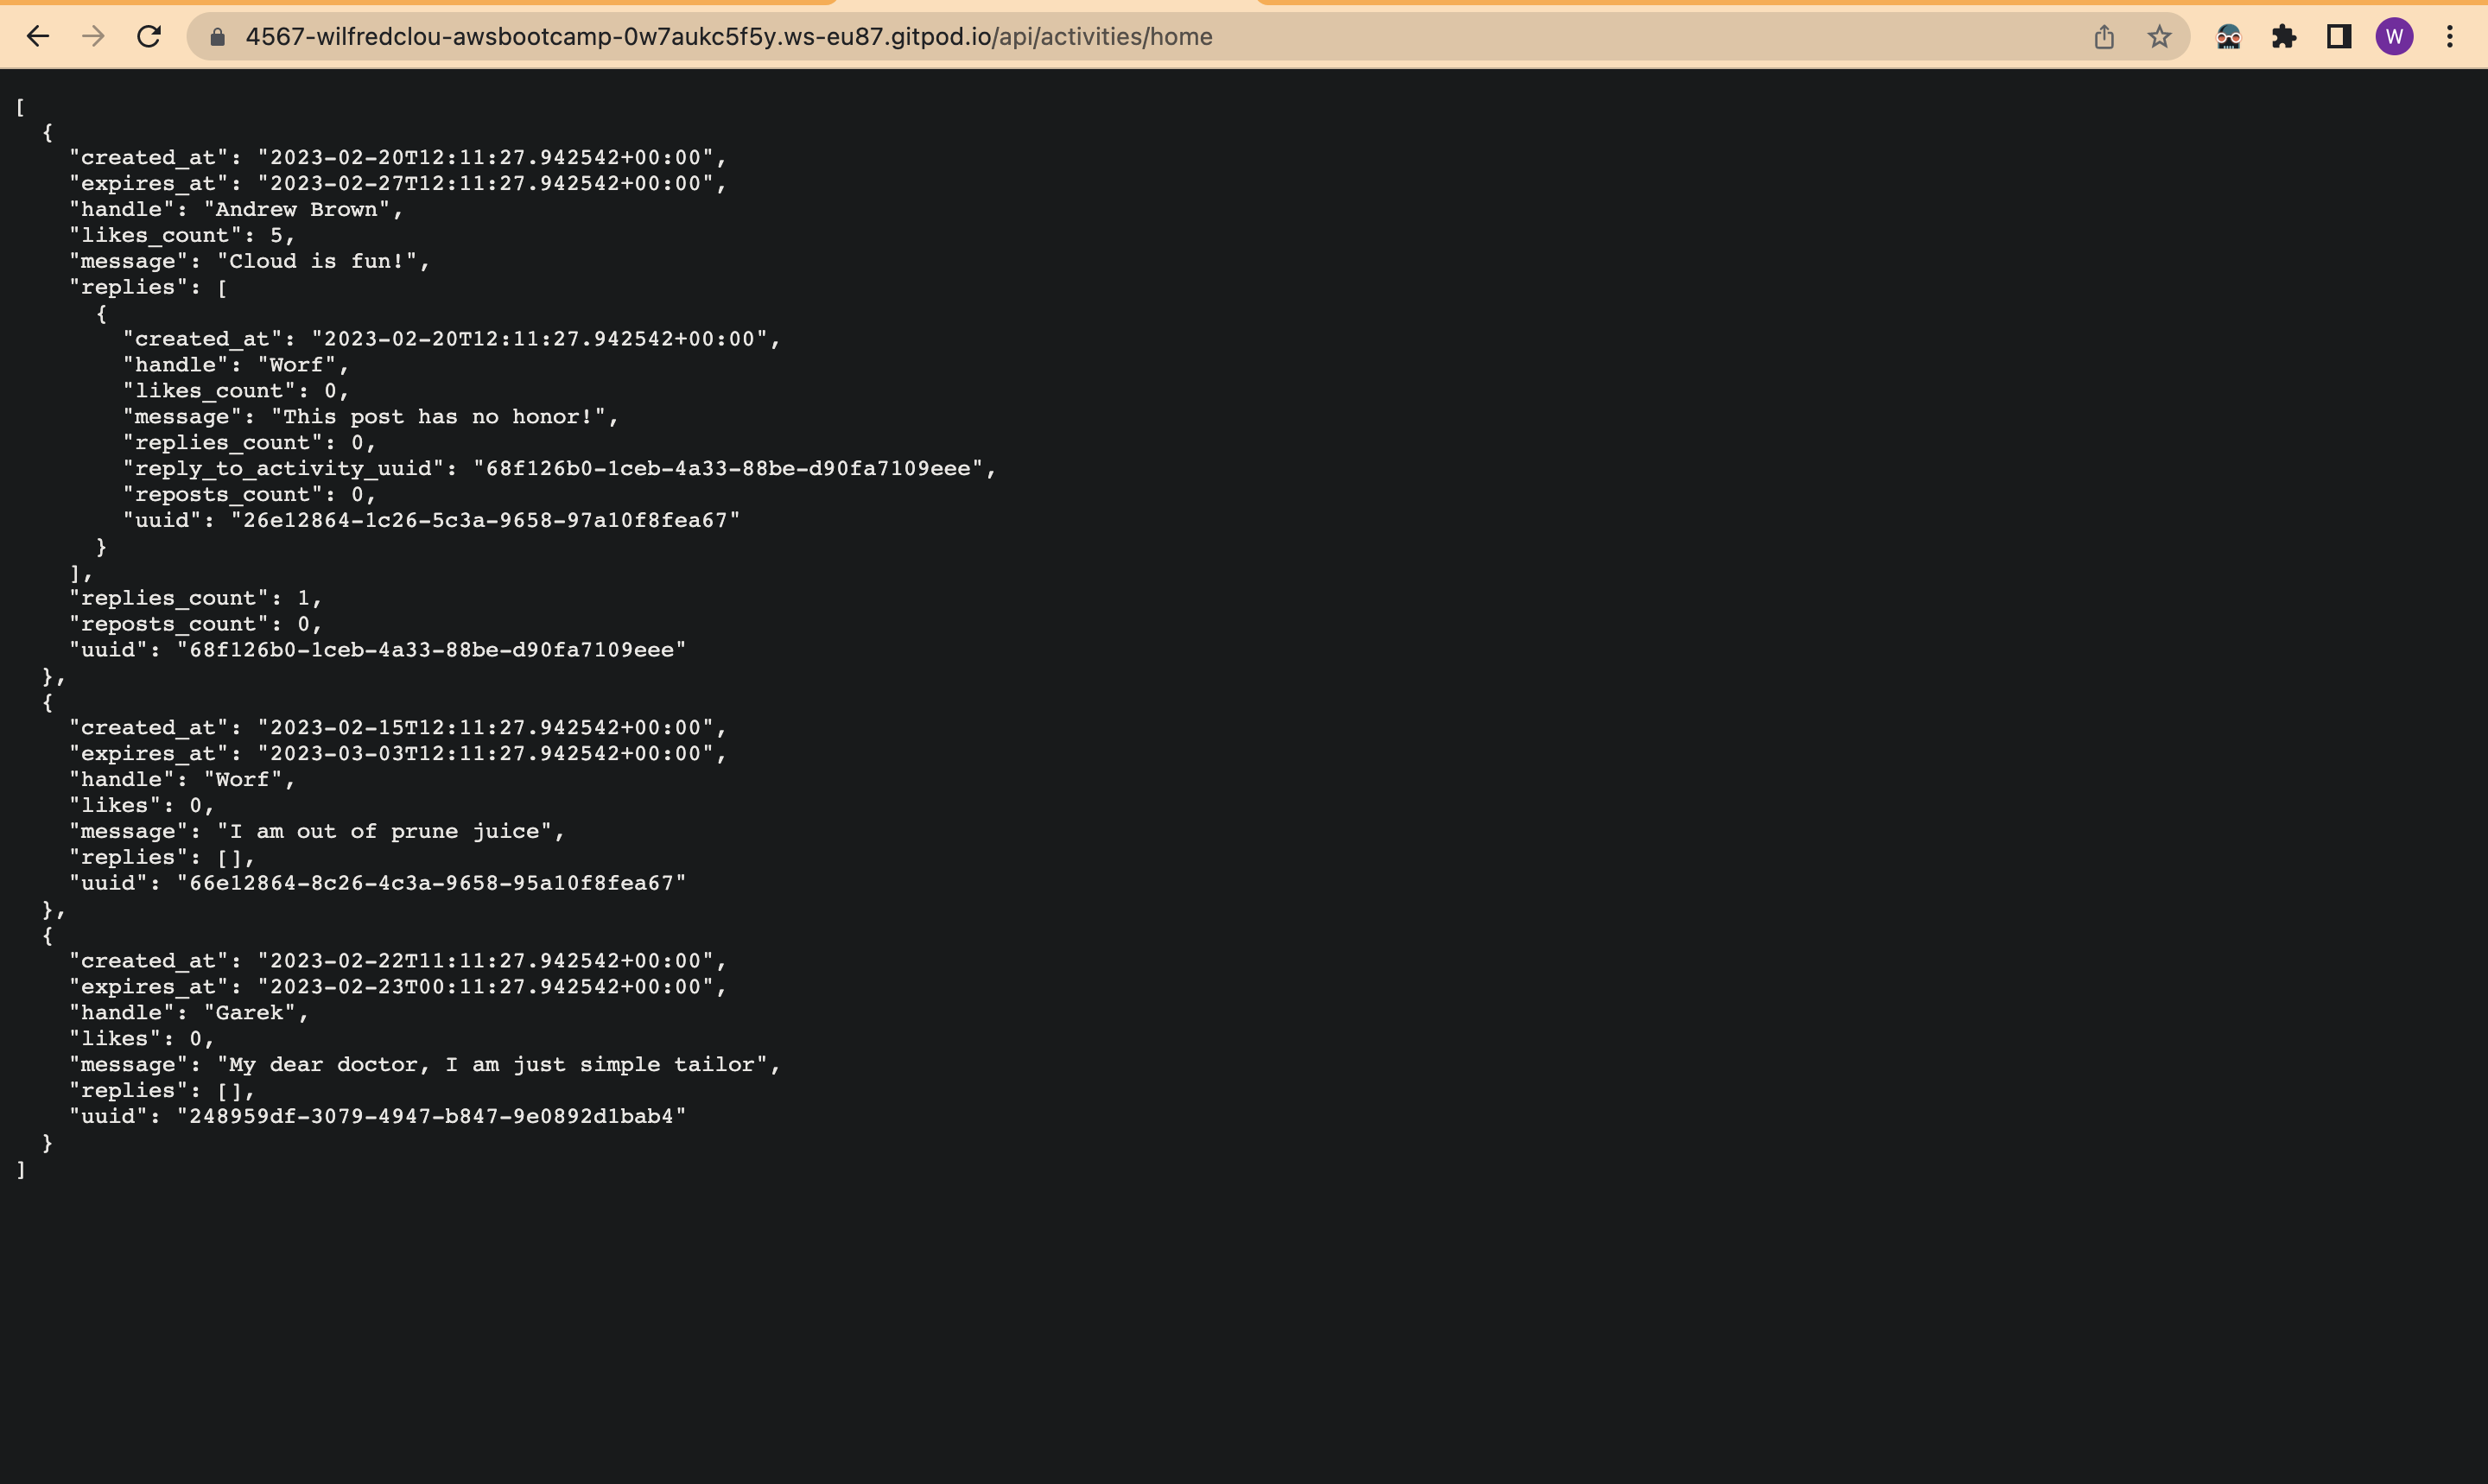 4567-wilfredclou-awsbootcamp-0w7aukc5f5y.ws-eu87.gitpod.io/api/activities/home
W
[
  {
    "created_at": "2023-02-20T12:11:27.942542+00:00",
    "expires_at": "2023-02-27T12:11:27.942542+00:00",
    "handle": "Andrew Brown",
    "likes_count": 5,
    "message": "Cloud is fun!",
    "replies": [
      {
        "created_at": "2023-02-20T12:11:27.942542+00:00",
        "handle": "Worf",
        "likes_count": 0,
        "message": "This post has no honor!",
        "replies_count": 0,
        "reply_to_activity_uuid": "68f126b0-1ceb-4a33-88be-d90fa7109eee",
        "reposts_count": 0,
        "uuid": "26e12864-1c26-5c3a-9658-97a10f8fea67"
      }
    ],
    "replies_count": 1,
    "reposts_count": 0,
    "uuid": "68f126b0-1ceb-4a33-88be-d90fa7109eee"
  },
  {
    "created_at": "2023-02-15T12:11:27.942542+00:00",
    "expires_at": "2023-03-03T12:11:27.942542+00:00",
    "handle": "Worf",
    "likes": 0,
    "message": "I am out of prune juice",
    "replies": [],
    "uuid": "66e12864-8c26-4c3a-9658-95a10f8fea67"
  },
  {
    "created_at": "2023-02-22T11:11:27.942542+00:00",
    "expires_at": "2023-02-23T00:11:27.942542+00:00",
    "handle": "Garek",
    "likes": 0,
    "message": "My dear doctor, I am just simple tailor",
    "replies": [],
    "uuid": "248959df-3079-4947-b847-9e0892d1bab4"
  }
]